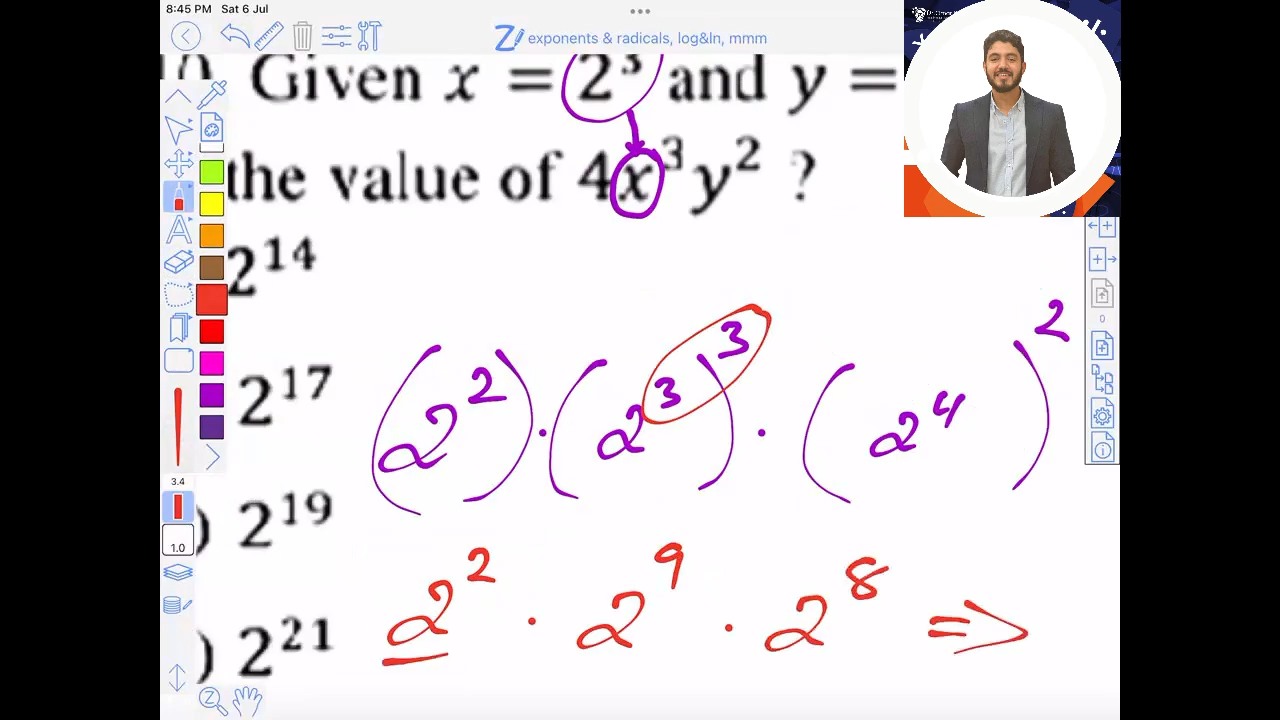 8:45 PM Sat 6 Jul
exponents & radicals, log&ln, mmm
10) Given x = 2³ and y =
the value of 4x³y² ?
2¹⁴
2¹⁷
(2²) · (2³)³ · (2⁴)²
) 2¹⁹
2² · 2⁹ · 2⁸ =>
) 2²¹
3.4
1.0
0